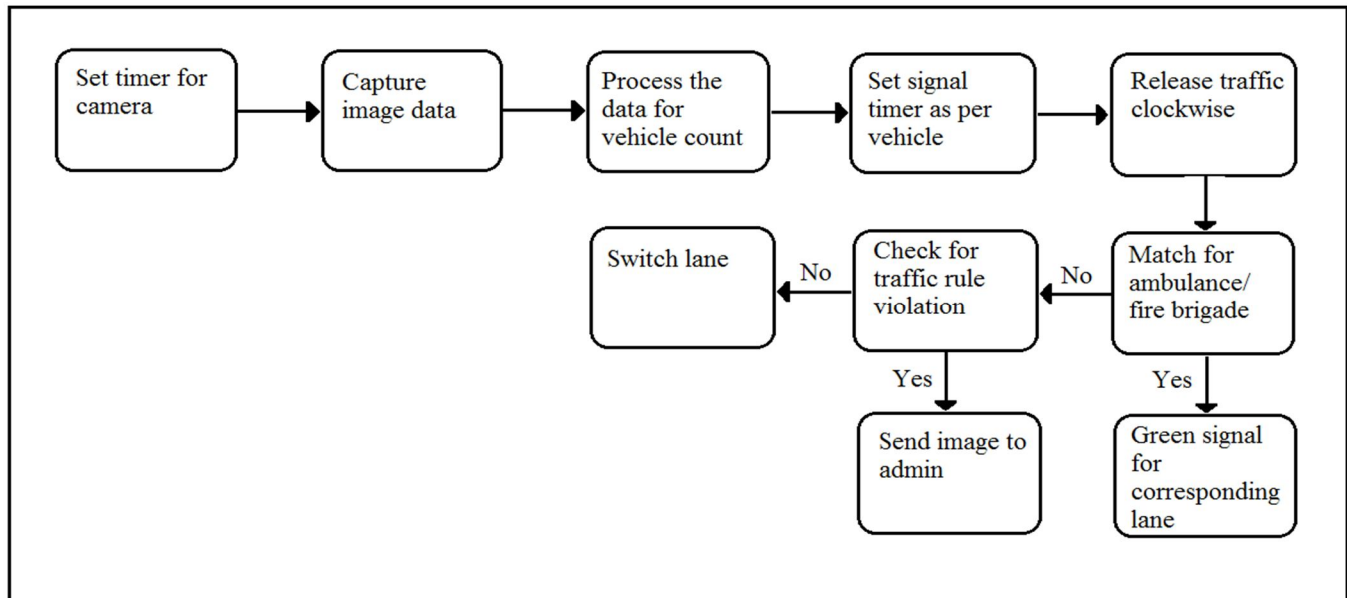 Set timer for
camera
Capture
image data
Process the
data for
vehicle count
Set signal
timer as per
vehicle
Release traffic
clockwise
Match for
ambulance/
fire brigade
No
Check for
traffic rule
violation
No
Switch lane
Yes
Send image to
admin
Yes
Green signal
for
corresponding
lane